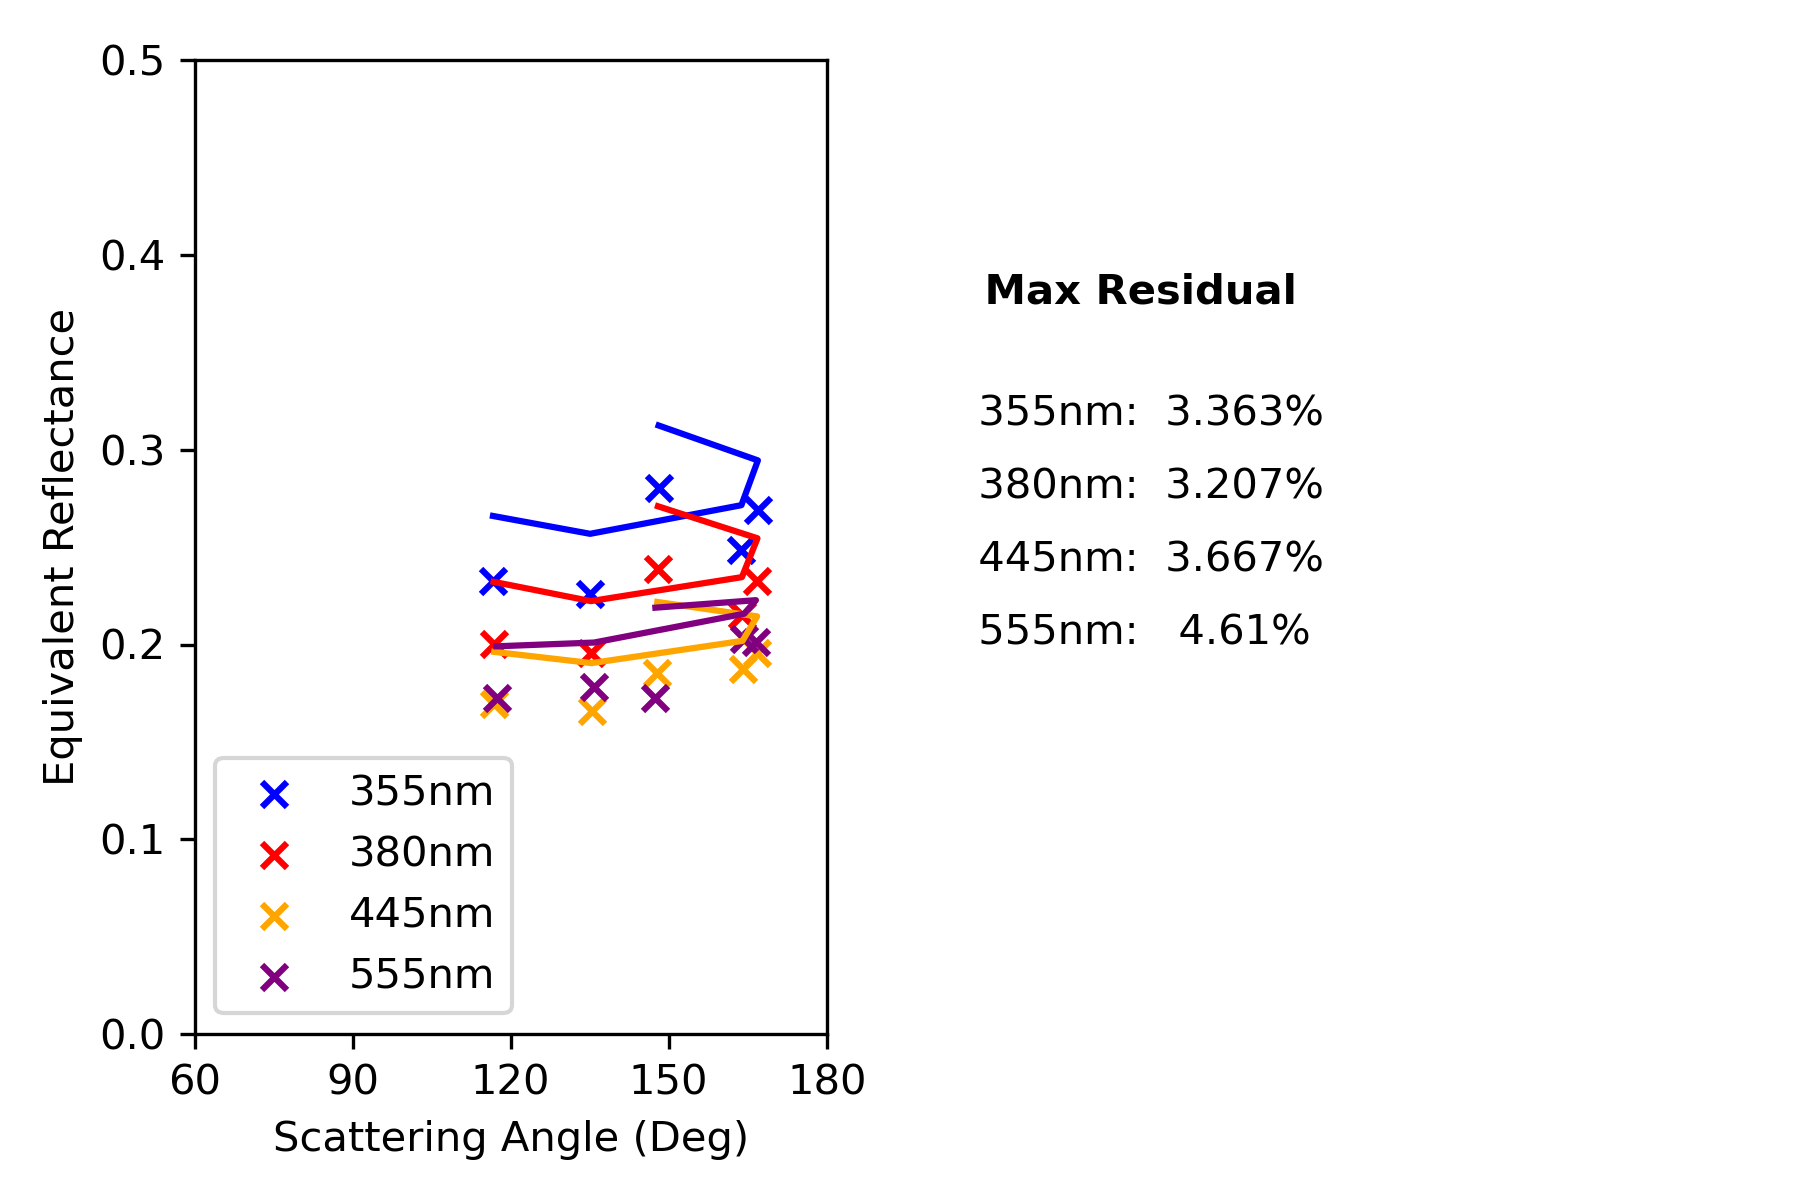 0.5
0.4
0.3
0.2
0.1
0.0
60 90 120 150 180
Equivalent Reflectance
Scattering Angle (Deg)
355nm
380nm
445nm
555nm
Max Residual
355nm: 3.363%
380nm: 3.207%
445nm: 3.667%
555nm: 4.61%